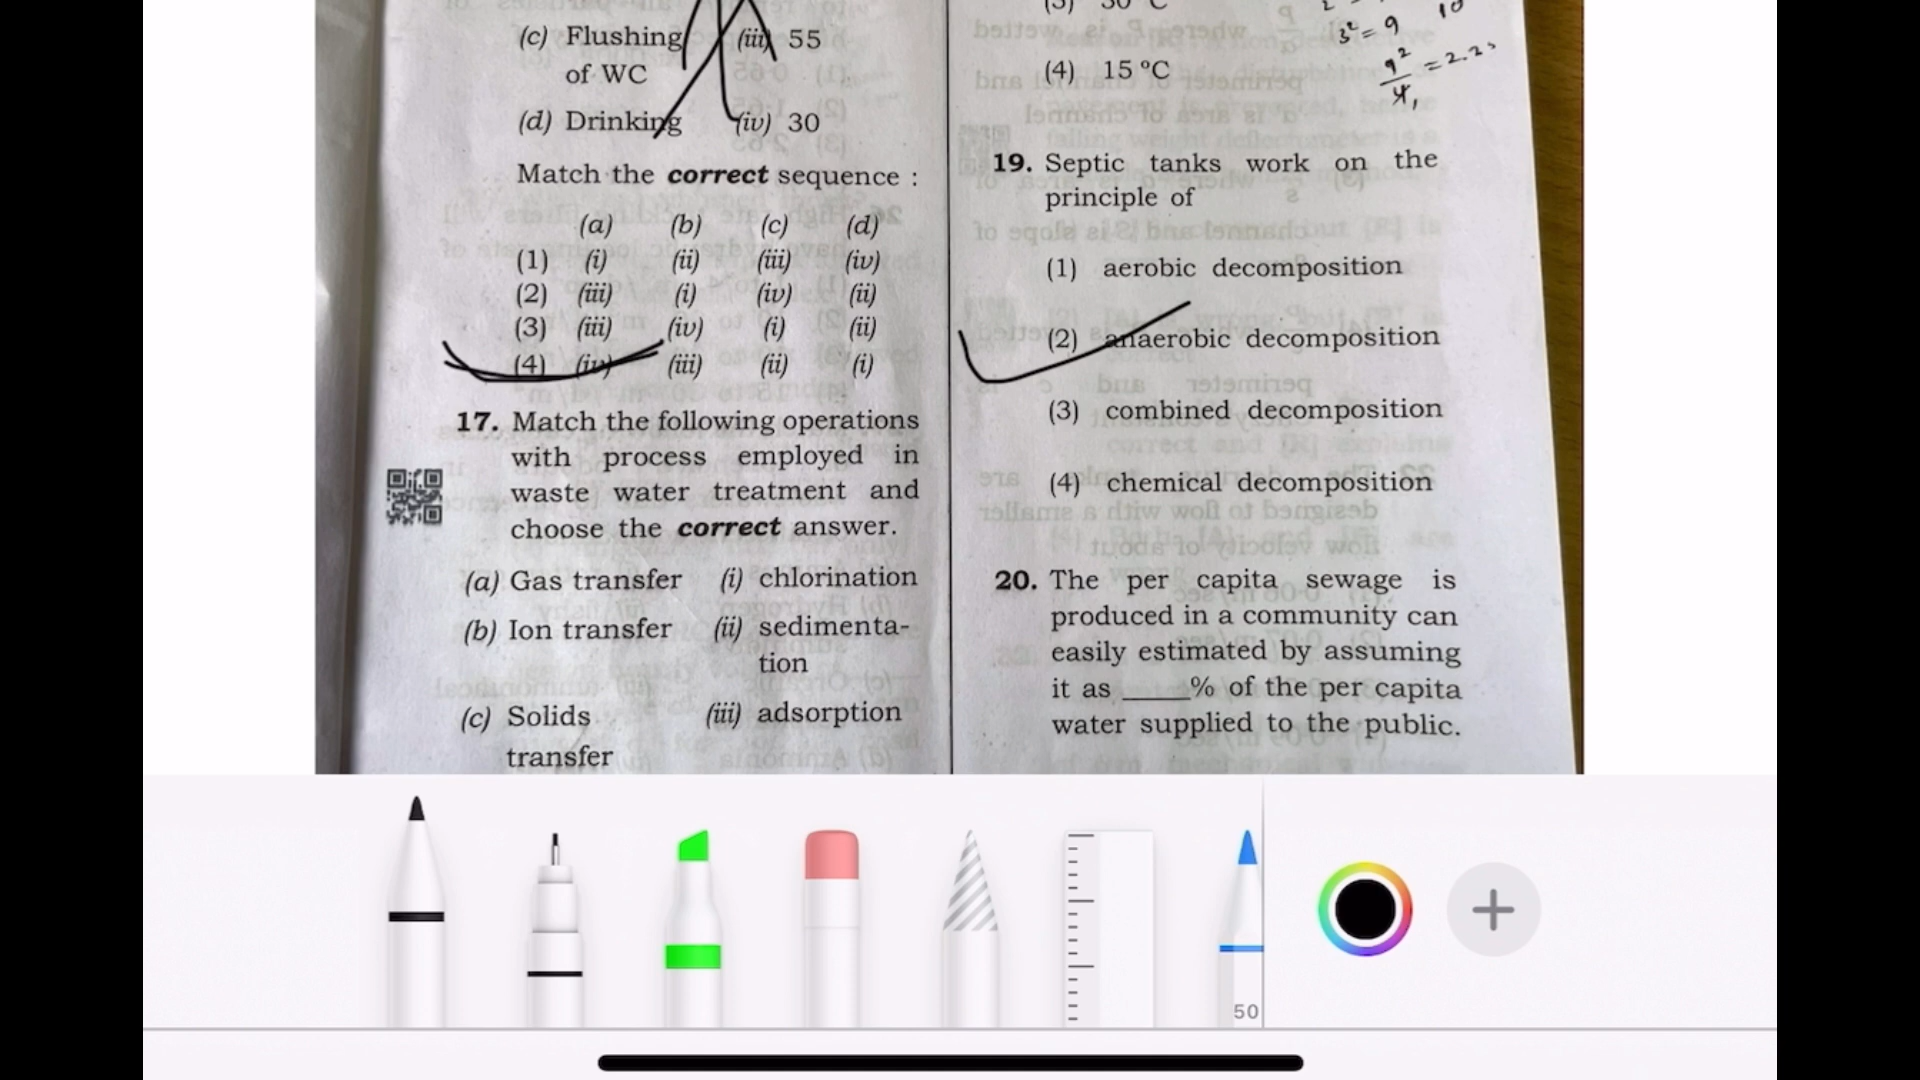 (c) Flushing (iii) 55
of WC
(d) Drinking (iv) 30
Match the correct sequence :
(a) (b) (c) (d)
(1) (i) (ii) (iii) (iv)
(2) (iii) (i) (iv) (ii)
(3) (iii) (iv) (i) (ii)
(4) (iv) (iii) (ii) (i)
17. Match the following operations
with process employed in
waste water treatment and
choose the correct answer.
(a) Gas transfer (i) chlorination
(b) Ion transfer (ii) sedimenta-
tion
(c) Solids (iii) adsorption
transfer
(4) 15 °C
3² = 9
19. Septic tanks work on the
principle of
(1) aerobic decomposition
(2) anaerobic decomposition
(3) combined decomposition
(4) chemical decomposition
20. The per capita sewage is
produced in a community can
easily estimated by assuming
it as _____% of the per capita
water supplied to the public.
50